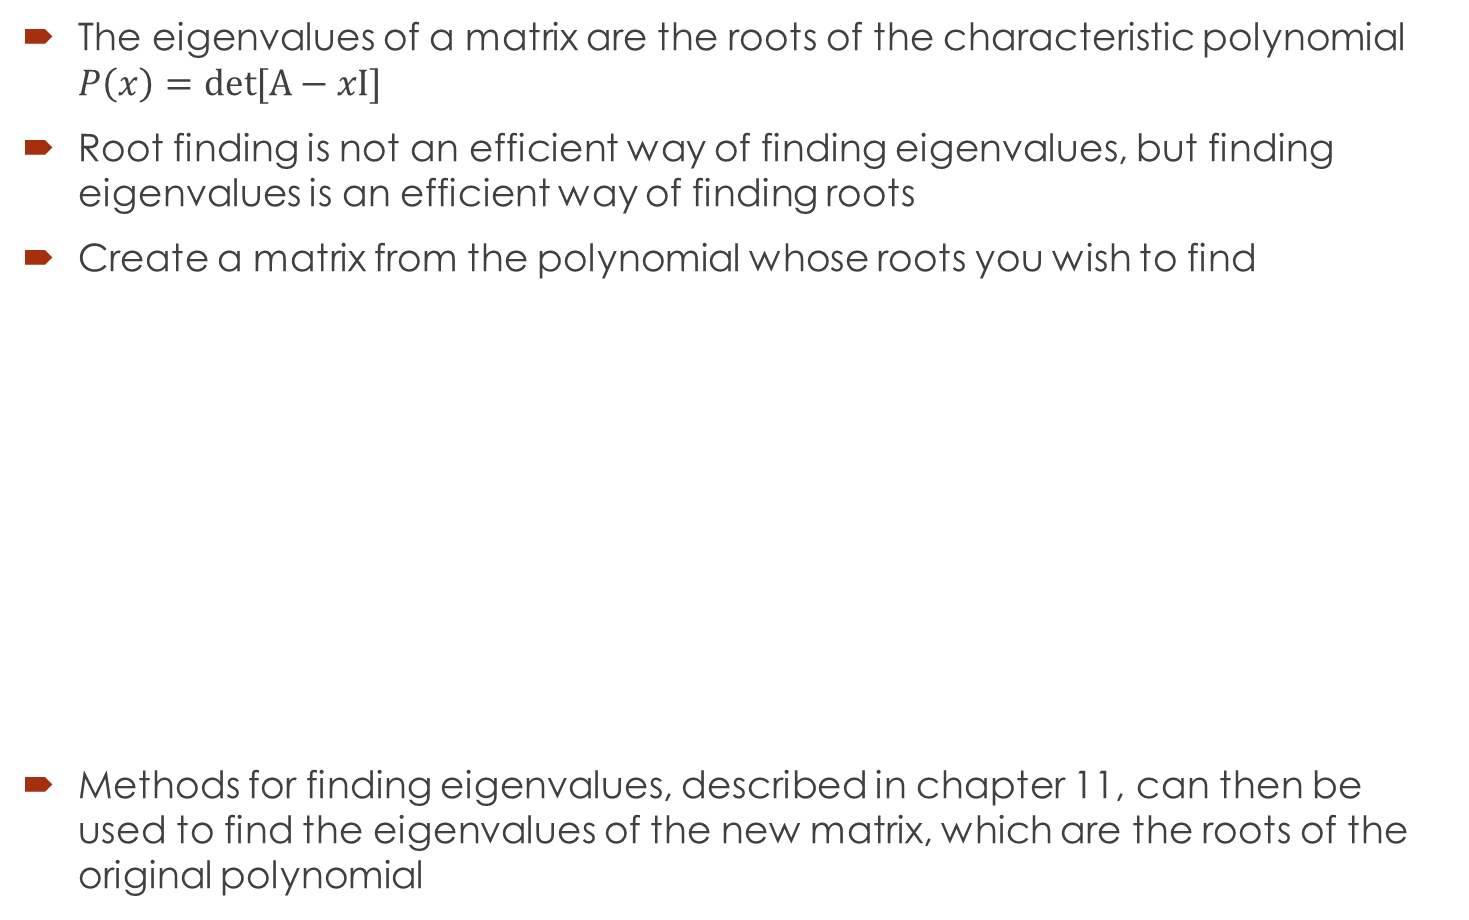 The eigenvalues of a matrix are the roots of the characteristic polynomial
P(x) = det[A − xI]
Root finding is not an efficient way of finding eigenvalues, but finding
eigenvalues is an efficient way of finding roots
Create a matrix from the polynomial whose roots you wish to find
Methods for finding eigenvalues, described in chapter 11, can then be
used to find the eigenvalues of the new matrix, which are the roots of the
original polynomial